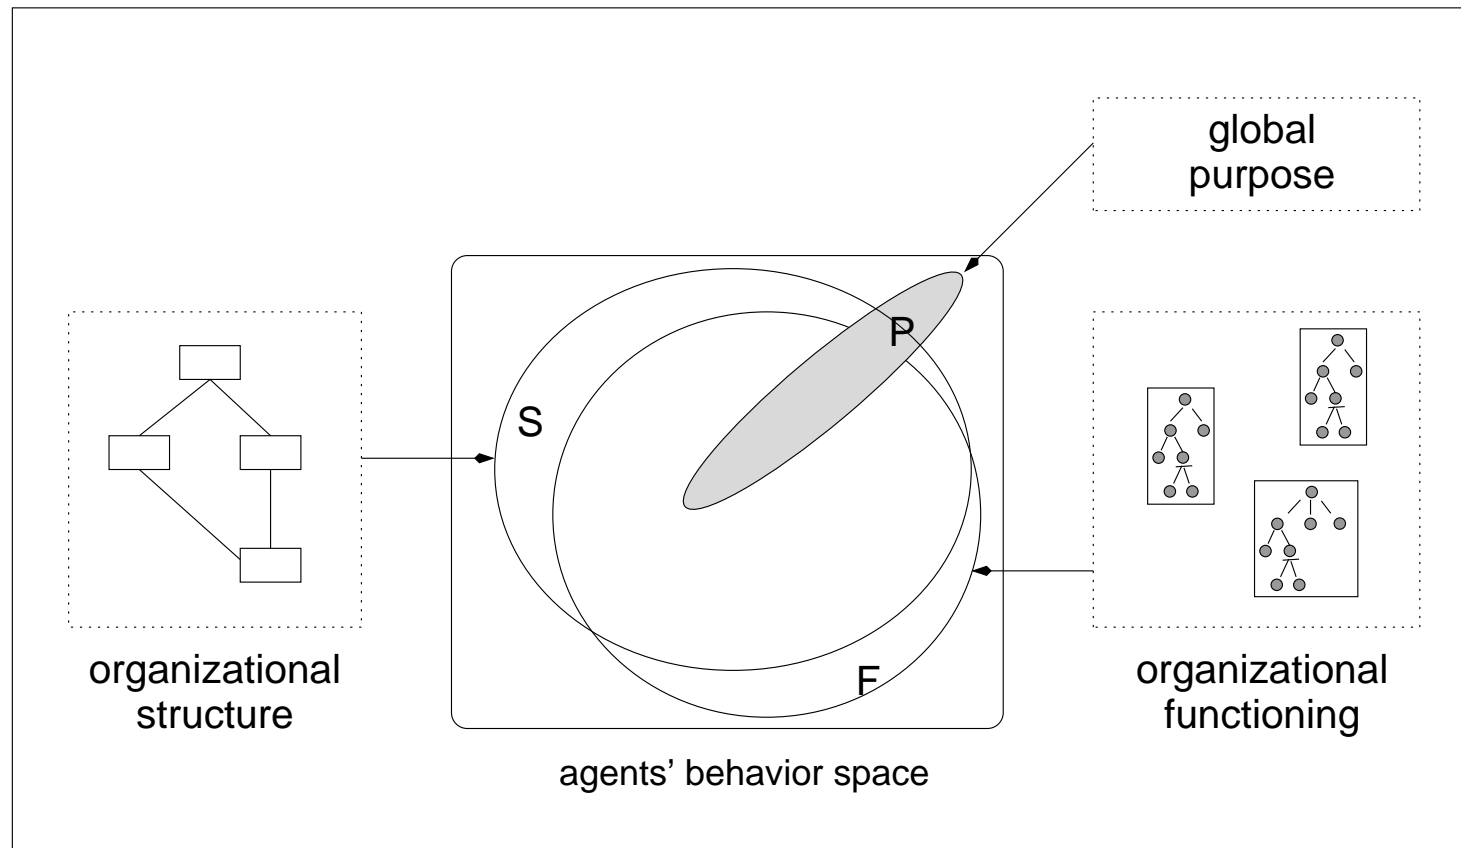 global
purpose
P
S
F
organizational
structure
organizational
functioning
agents' behavior space